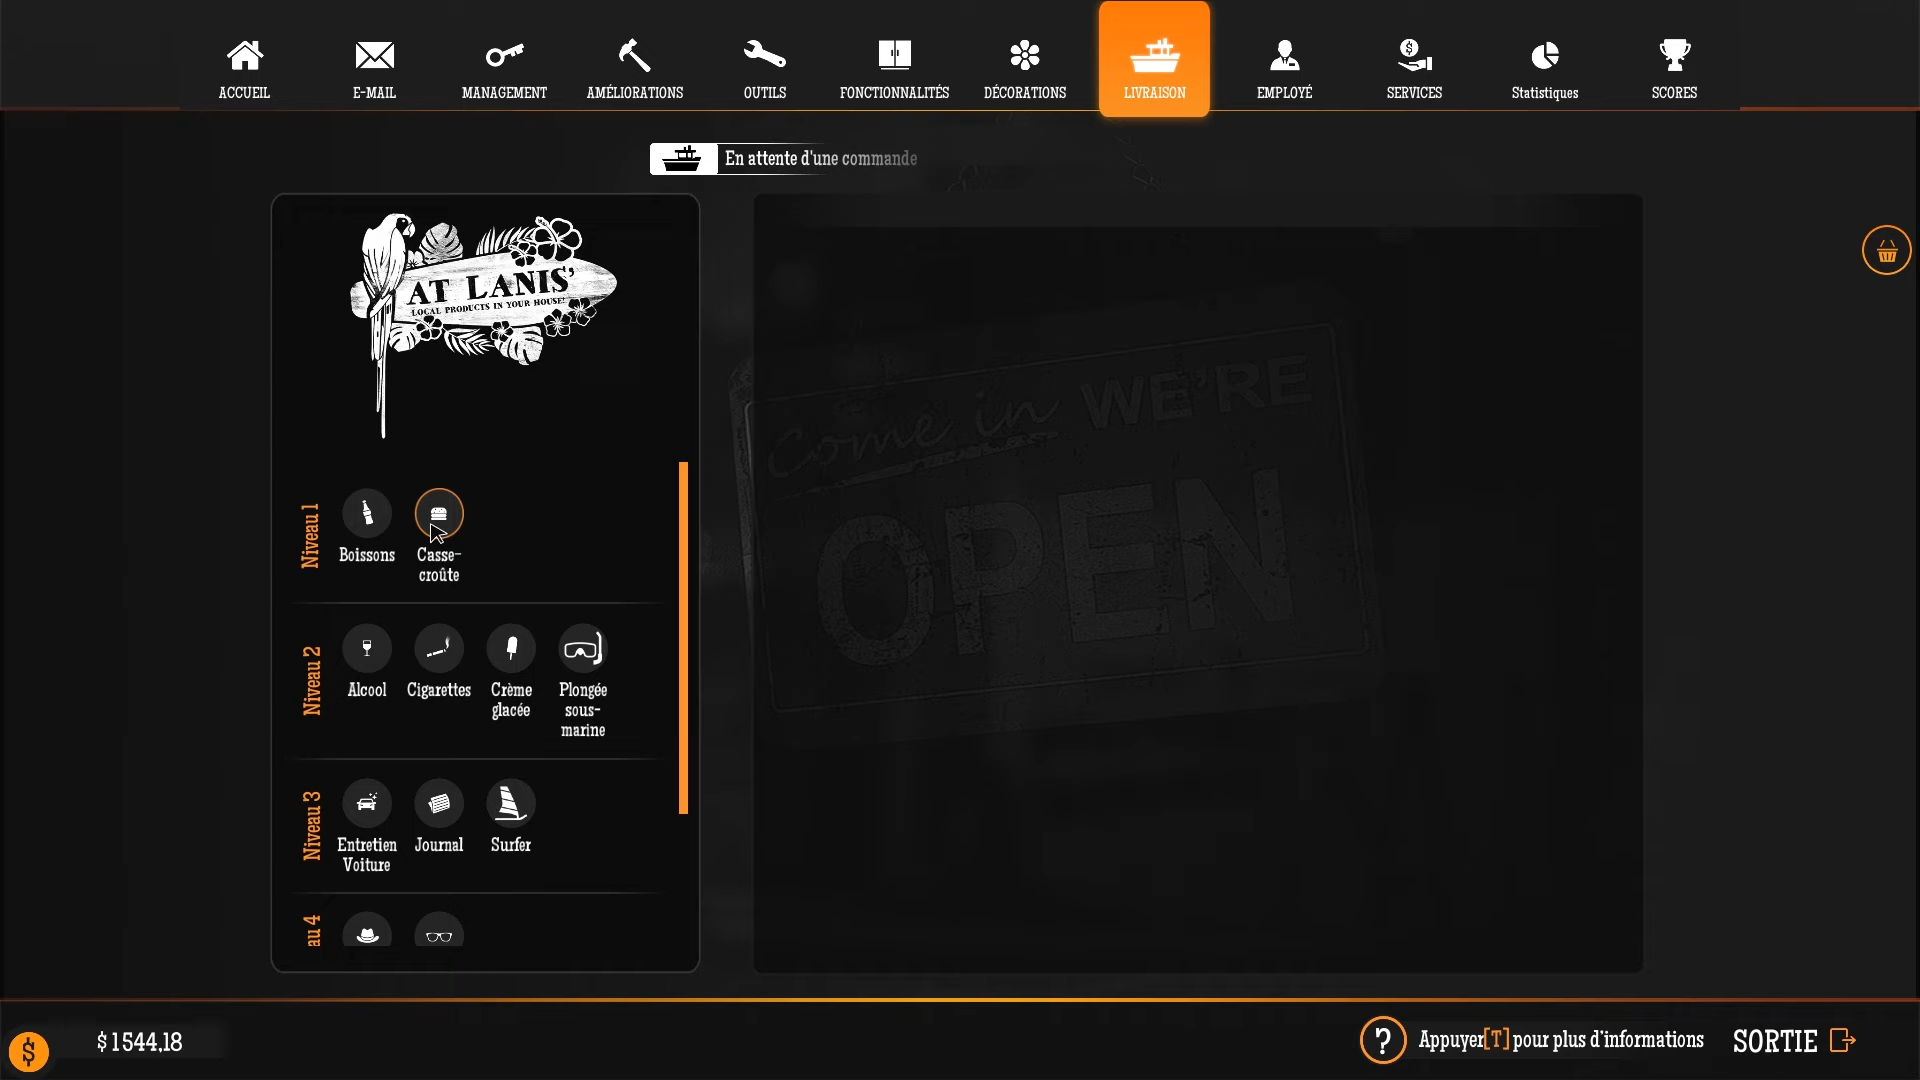 ACCUEIL
E-MAIL
MANAGEMENT
AMÉLIORATIONS
OUTILS
FONCTIONNALITÉS
DÉCORATIONS
LIVRAISON
EMPLOYÉ
SERVICES
Statistiques
SCORES
En attente d'une commande
AT LANIS'
LOCAL PRODUCTS IN YOUR HOUSE!
Come in WE'RE
OPEN
Niveau 1
Boissons
Casse-
croûte
Niveau 2
Alcool
Cigarettes
Crème
glacée
Plongée
sous-
marine
Niveau 3
Entretien
Voiture
Journal
Surfer
au 4
$ 1544,18
Appuyer[T] pour plus d'informations
SORTIE